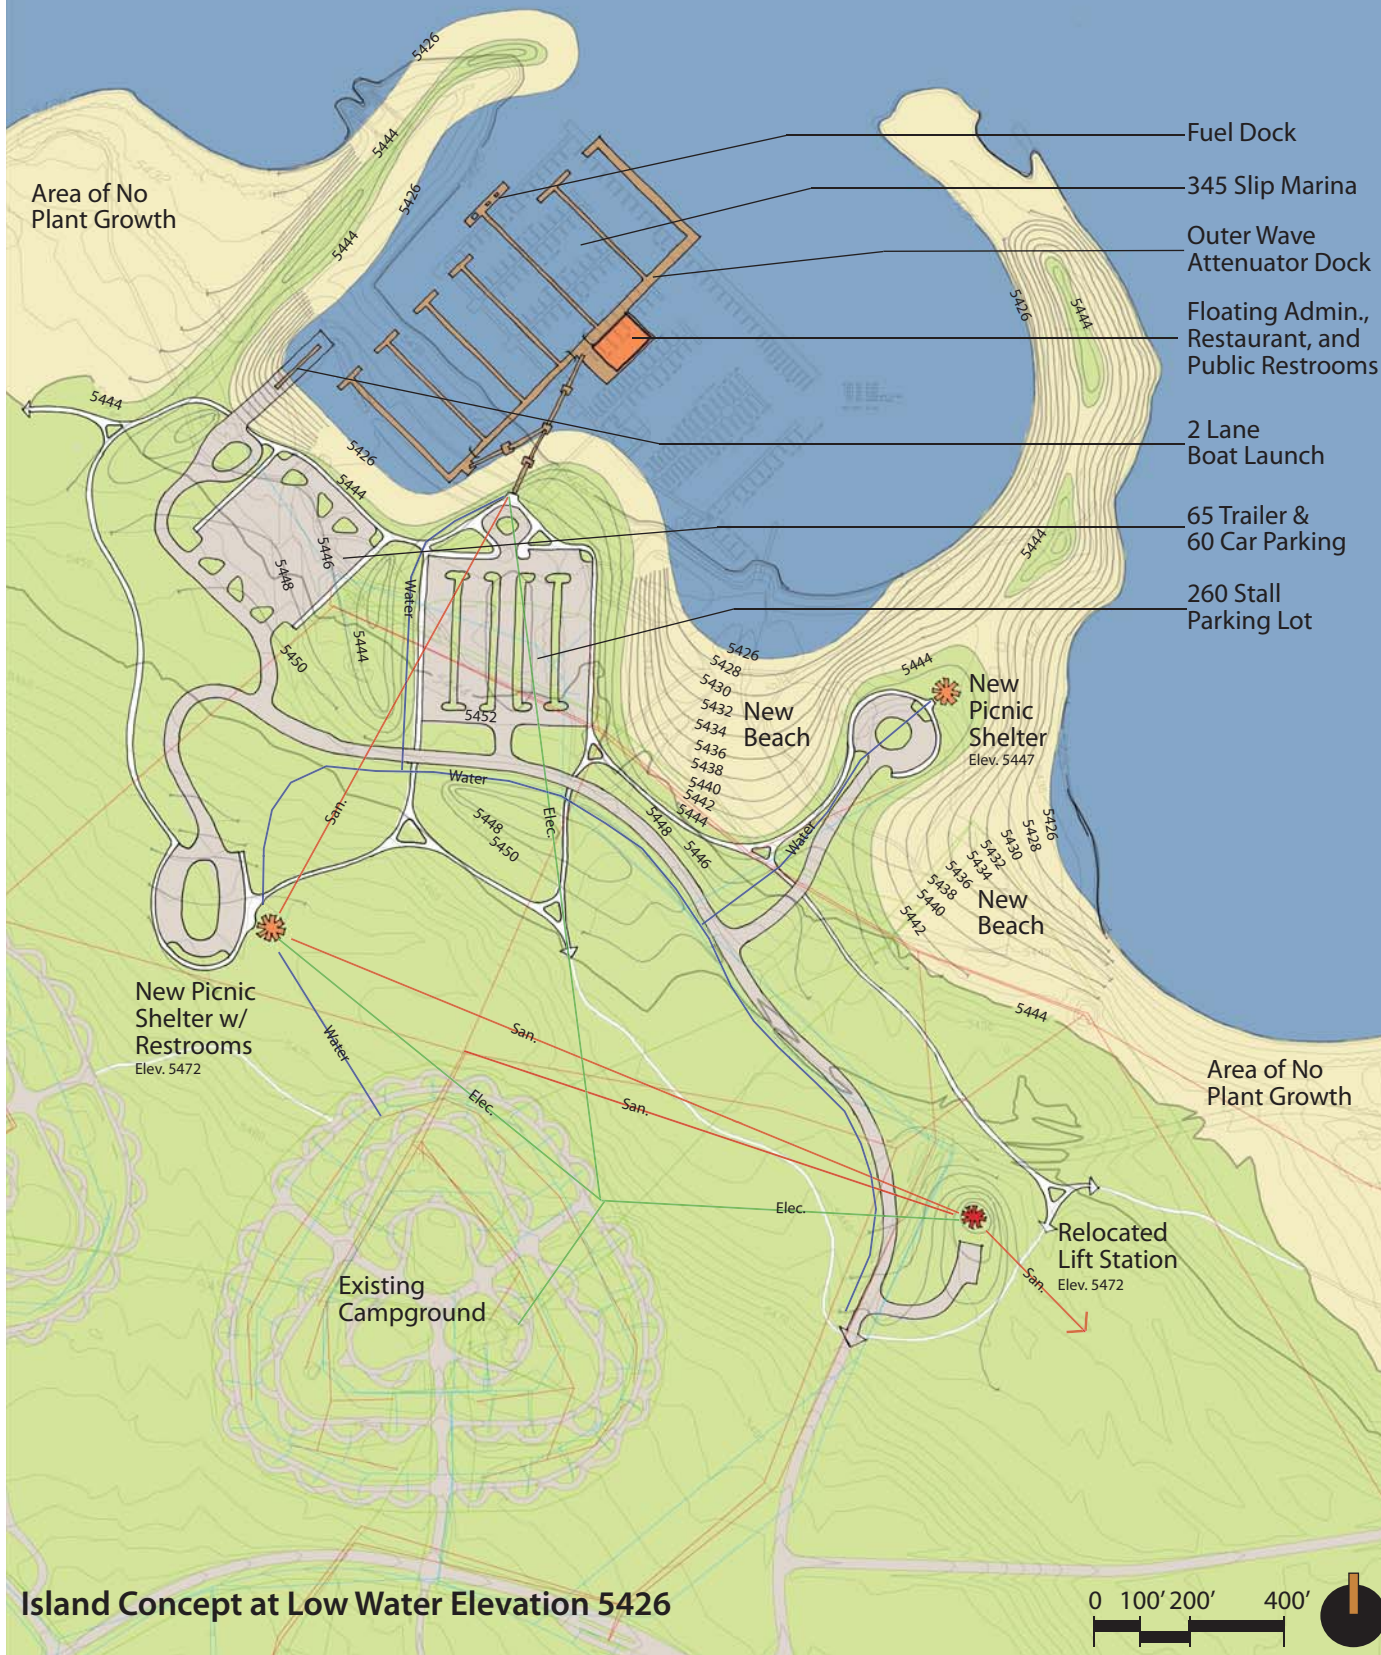 5426
Fuel Dock
5444
Area of No
Plant Growth
345 Slip Marina
5426
5444
Outer Wave
Attenuator Dock
5426
5444
Floating Admin.,
Restaurant, and
Public Restrooms
5444
5426
2 Lane
Boat Launch
5444
65 Trailer &
60 Car Parking
5446
5448
5444
Water
260 Stall
Parking Lot
5450
5444
5426
5428
5430
5432
5434
5436
5438
5440
5442
5444
New
Beach
5444
New
Picnic
Shelter
Elev. 5447
5452
Water
San.
Elec.
5448
5450
5448
5446
Water
5426
5428
5430
5432
5434
5436
5438
5440
5442
New
Beach
New Picnic
Shelter w/
Restrooms
Elev. 5472
5444
Water
San.
Area of No
Plant Growth
Elec.
San.
Elec.
Relocated
Lift Station
Elev. 5472
San.
Existing
Campground
Island Concept at Low Water Elevation 5426
0 100' 200' 400'